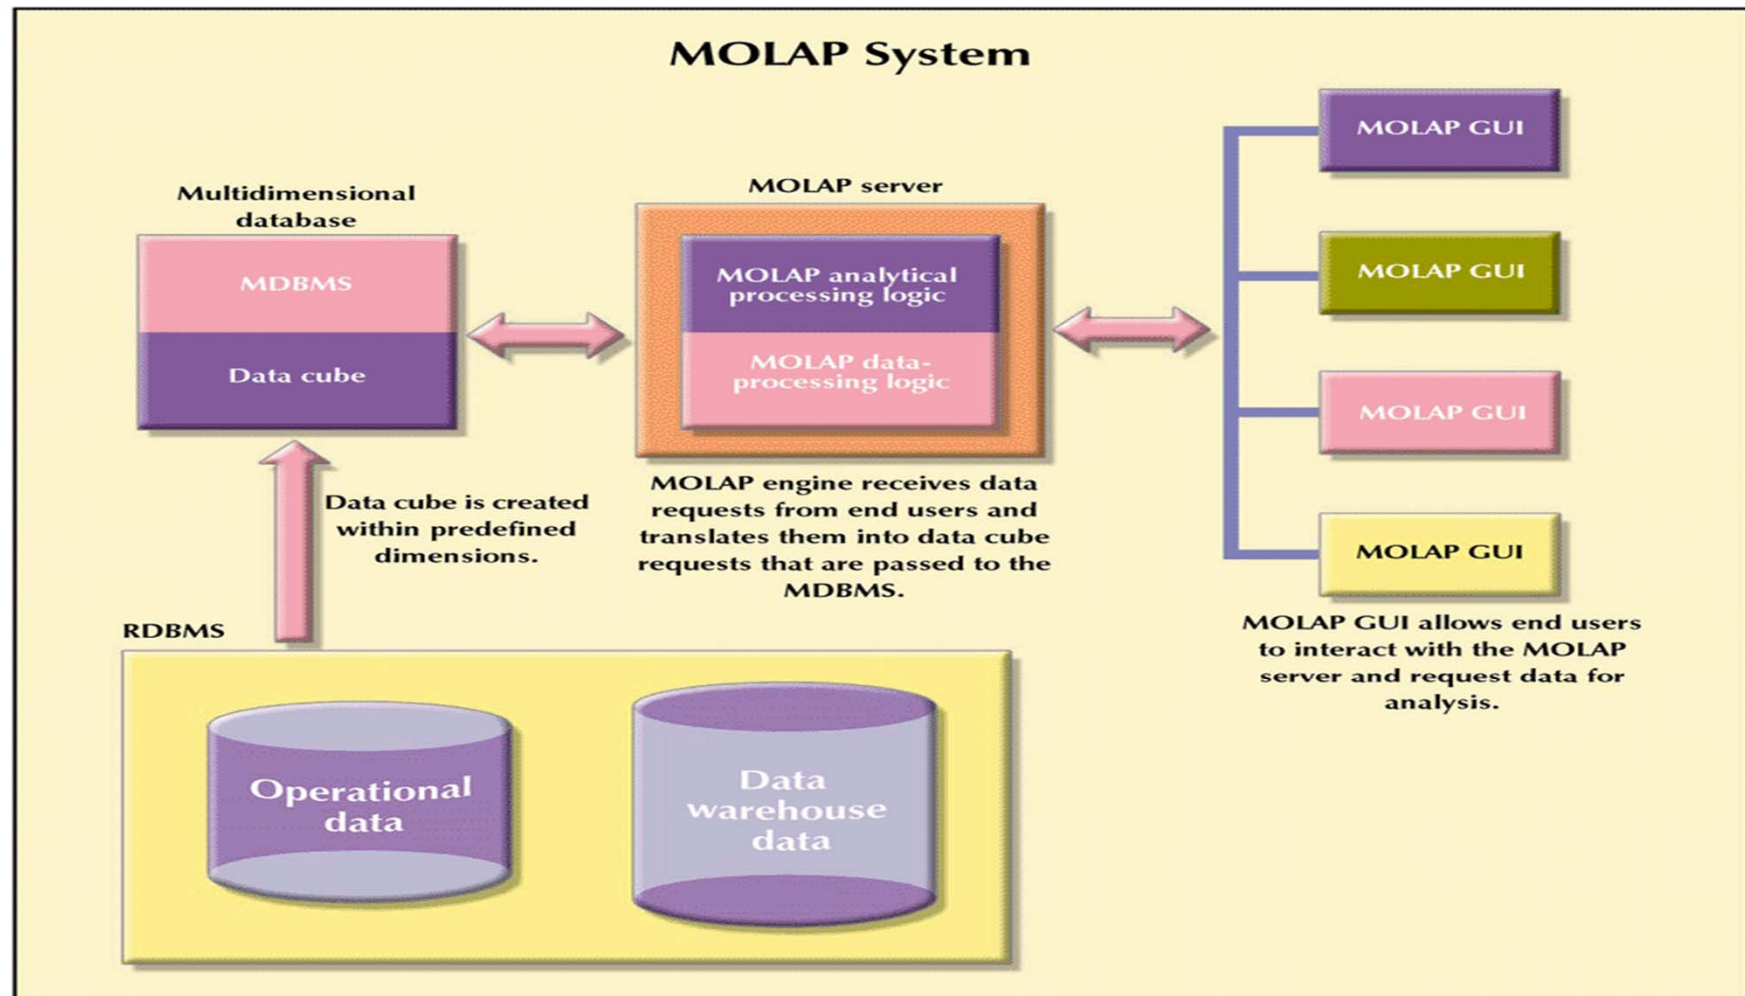 MOLAP System
Multidimensional
database
MDBMS
Data cube
MOLAP server
MOLAP analytical
processing logic
MOLAP data-
processing logic
MOLAP GUI
MOLAP GUI
MOLAP GUI
MOLAP GUI
Data cube is created
within predefined
dimensions.
MOLAP engine receives data
requests from end users and
translates them into data cube
requests that are passed to the
MDBMS.
MOLAP GUI allows end users
to interact with the MOLAP
server and request data for
analysis.
RDBMS
Operational
data
Data
warehouse
data